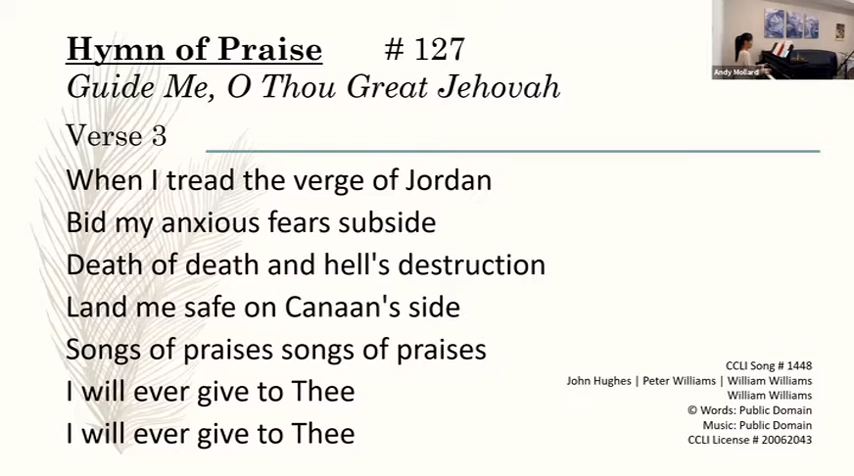 Hymn of Praise # 127
Guide Me, O Thou Great Jehovah
Verse 3
When I tread the verge of Jordan
Bid my anxious fears subside
Death of death and hell's destruction
Land me safe on Canaan's side
Songs of praises songs of praises
I will ever give to Thee
I will ever give to Thee
CCLI Song # 1448
John Hughes | Peter Williams | William Williams
William Williams
© Words: Public Domain
Music: Public Domain
CCLI License # 20062043
Andy Mollard